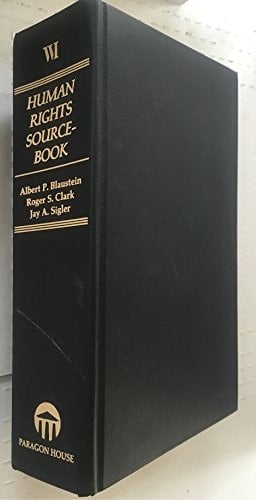 WI
HUMAN
RIGHTS
SOURCE-
BOOK
Albert P. Blaustein
Roger S. Clark
Jay A. Sigler
PARAGON HOUSE